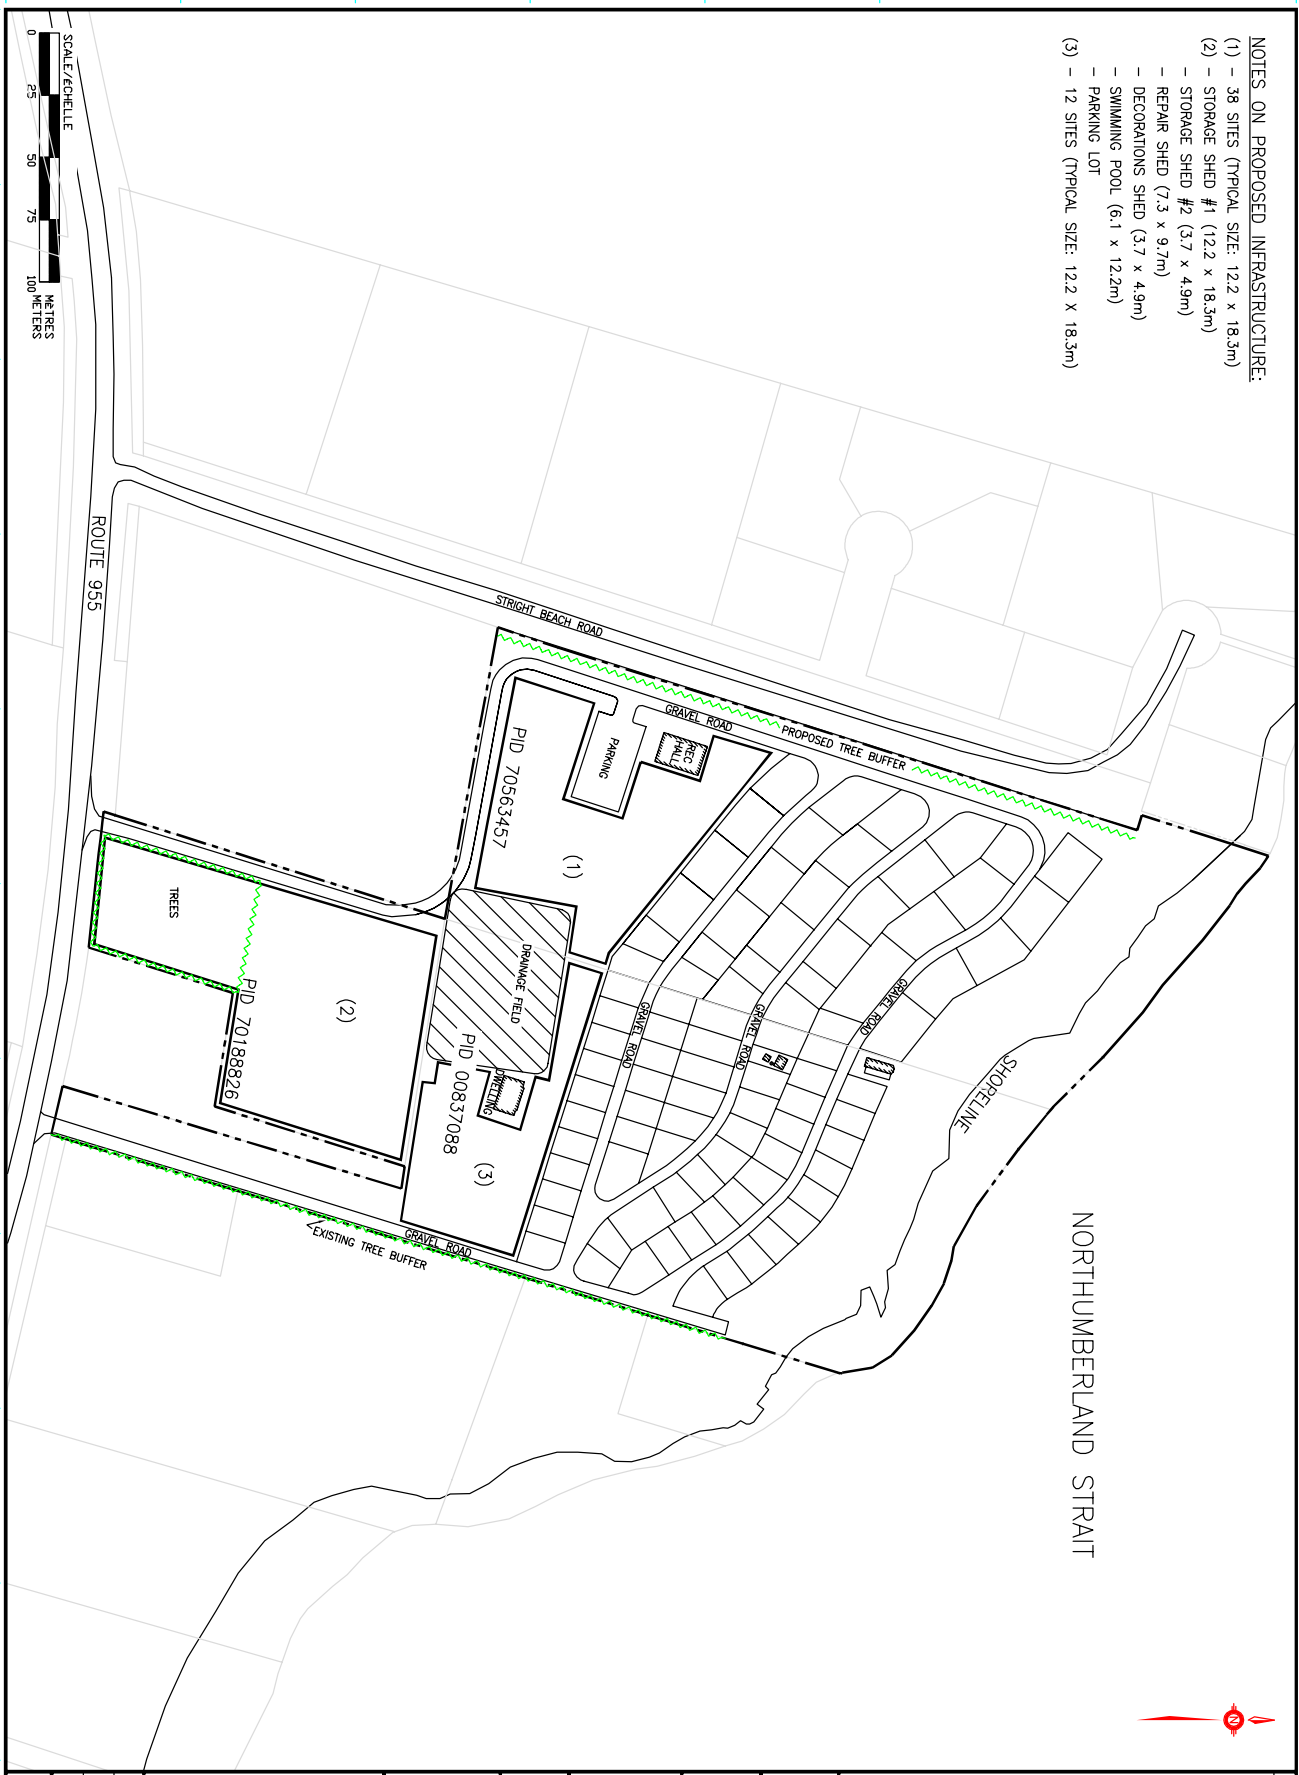 NOTES ON PROPOSED INFRASTRUCTURE:
(1) - 38 SITES (TYPICAL SIZE: 12.2 x 18.3m)
(2) - STORAGE SHED #1 (12.2 x 18.3m)
- STORAGE SHED #2 (3.7 x 4.9m)
- REPAIR SHED (7.3 x 9.7m)
- DECORATIONS SHED (3.7 x 4.9m)
- SWIMMING POOL (6.1 x 12.2m)
- PARKING LOT
(3) - 12 SITES (TYPICAL SIZE: 12.2 X 18.3m)
NORTHUMBERLAND STRAIT
N
SHORELINE
PROPOSED TREE BUFFER
GRAVEL ROAD
GRAVEL ROAD
GRAVEL ROAD
GRAVEL ROAD
STRIGHT BEACH ROAD
REC
HALL
PARKING
(1)
PID 70563457
DRAINAGE FIELD
DWELLING
PID 00837088
(3)
GRAVEL ROAD
EXISTING TREE BUFFER
(2)
PID 70188826
TREES
ROUTE 955
SCALE/ÉCHELLE
0 25 50 75 100
MÈTRES
METERS